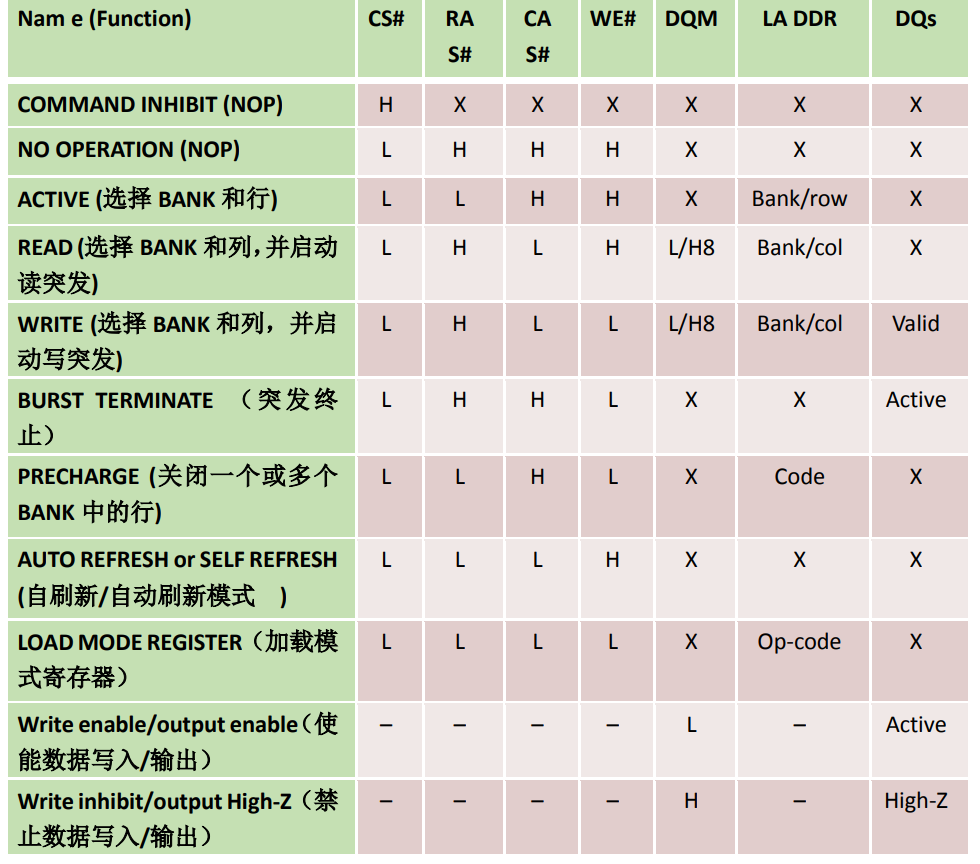 Nam e (Function) CS# RA CA WE# DQM LA DDR DQs
S# S#
COMMAND INHIBIT (NOP) H X X X X X X
NO OPERATION (NOP) L H H H X X X
ACTIVE (选择 BANK 和行) L L H H X Bank/row X
READ (选择 BANK 和列，并启动 L H L H L/H8 Bank/col X
读突发)
WRITE (选择 BANK 和列，并启 L H L L L/H8 Bank/col Valid
动写突发)
BURST TERMINATE （突发终 L H H L X X Active
止）
PRECHARGE (关闭一个或多个 L L H L X Code X
BANK 中的行)
AUTO REFRESH or SELF REFRESH L L L H X X X
(自刷新/自动刷新模式 )
LOAD MODE REGISTER（加载模 L L L L X Op-code X
式寄存器）
Write enable/output enable（使 – – – – L – Active
能数据写入/输出）
Write inhibit/output High-Z（禁 – – – – H – High-Z
止数据写入/输出）